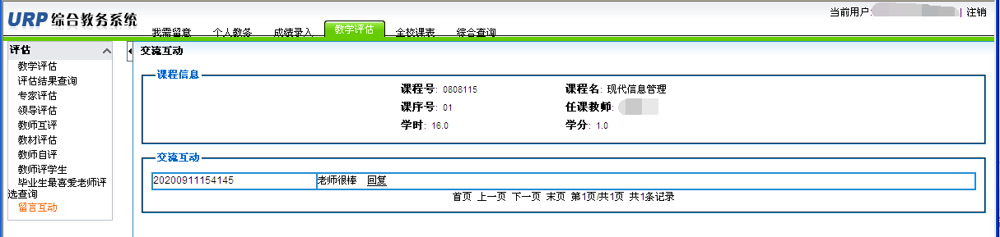 URP 综合教务系统
当前用户: | 注销
我需留意 个人教务 成绩录入 教学评估 全校课表 综合查询
评估
教学评估
评估结果查询
专家评估
领导评估
教师互评
教材评估
教师自评
教师评学生
毕业生最喜爱老师评
选查询
留言互动
交流互动
课程信息
课程号: 0808115 课程名: 现代信息管理
课序号: 01 任课教师:
学时: 16.0 学分: 1.0
交流互动
20200911154145 老师很棒 回复
首页 上一页 下一页 末页 第1页/共1页 共1条记录